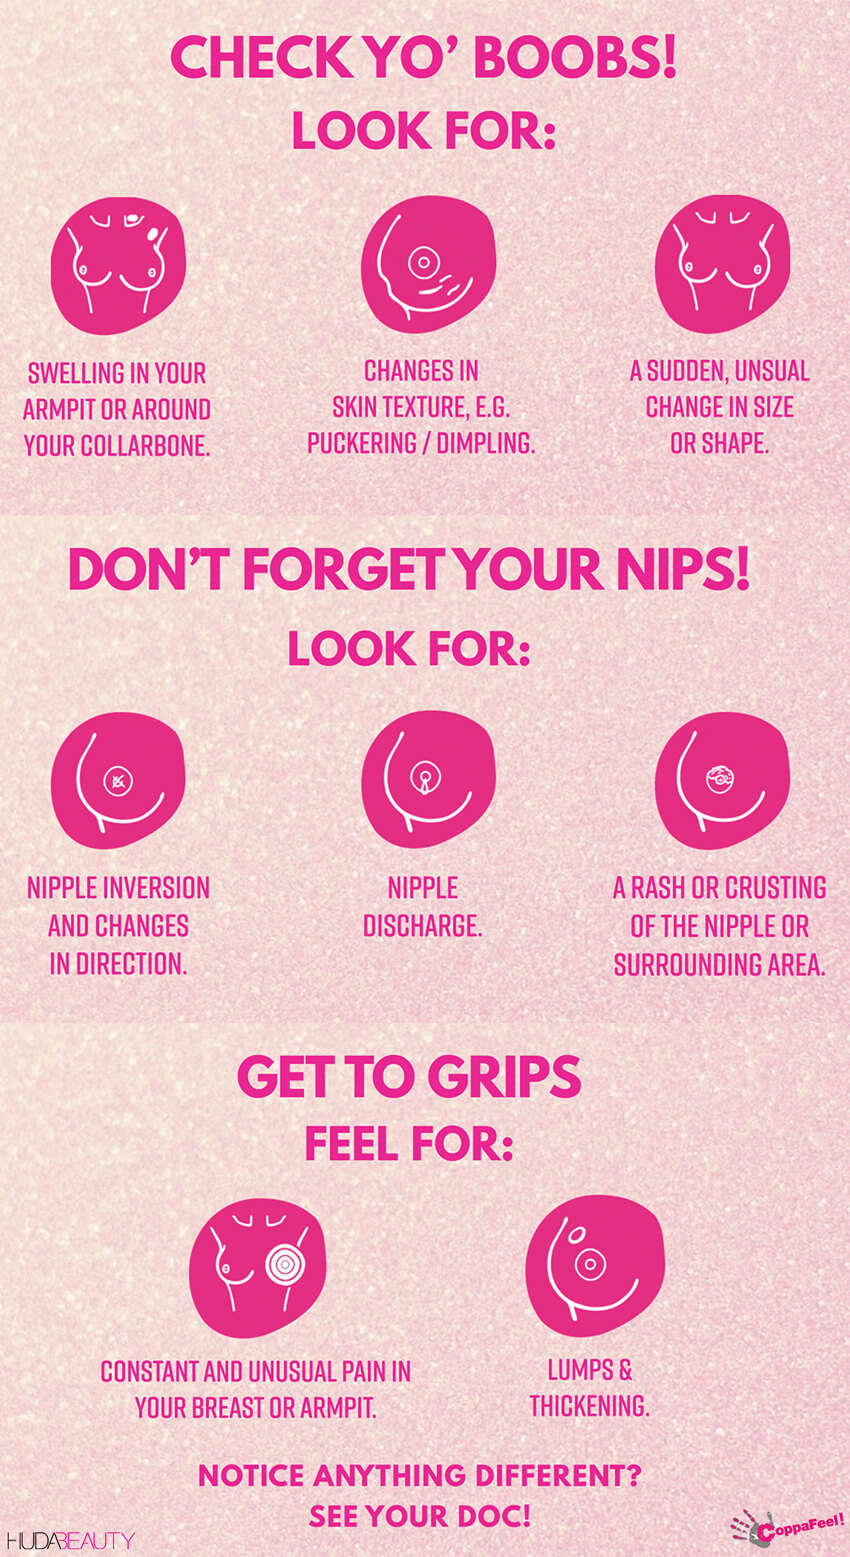 CHECK YO' BOOBS!
LOOK FOR:
SWELLING IN YOUR
ARMPIT OR AROUND
YOUR COLLARBONE.
CHANGES IN
SKIN TEXTURE, E.G.
PUCKERING / DIMPLING.
A SUDDEN, UNSUAL
CHANGE IN SIZE
OR SHAPE.
DON'T FORGET YOUR NIPS!
LOOK FOR:
NIPPLE INVERSION
AND CHANGES
IN DIRECTION.
NIPPLE
DISCHARGE.
A RASH OR CRUSTING
OF THE NIPPLE OR
SURROUNDING AREA.
GET TO GRIPS
FEEL FOR:
CONSTANT AND UNUSUAL PAIN IN
YOUR BREAST OR ARMPIT.
LUMPS &
THICKENING.
NOTICE ANYTHING DIFFERENT?
SEE YOUR DOC!
HUDABEAUTY
CoppaFeel!